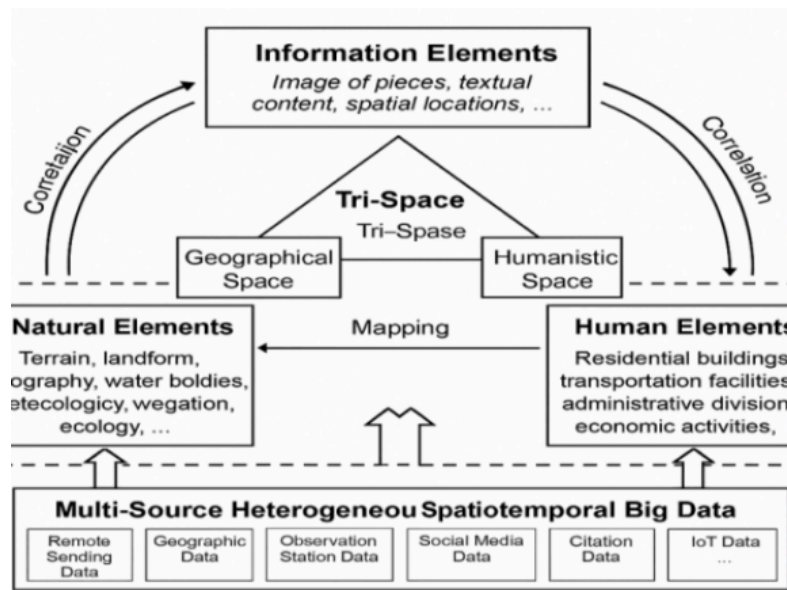 Information Elements
Image of pieces, textual
content, spatial locations, ...
Corretaijon
Correletion
Tri-Space
Tri–Spase
Geographical
Space
Humanistic
Space
Natural Elements
Terrain, landform,
ography, water boldies,
etecologicy, wegation,
ecology, ...
Mapping
Human Elements
Residential buildings
transportation facilities
administrative division
economic activities,
Multi-Source Heterogeneou Spatiotemporal Big Data
Remote
Sending
Data
Geographic
Data
Observation
Station Data
Social Media
Data
Citation
Data
IoT Data
...